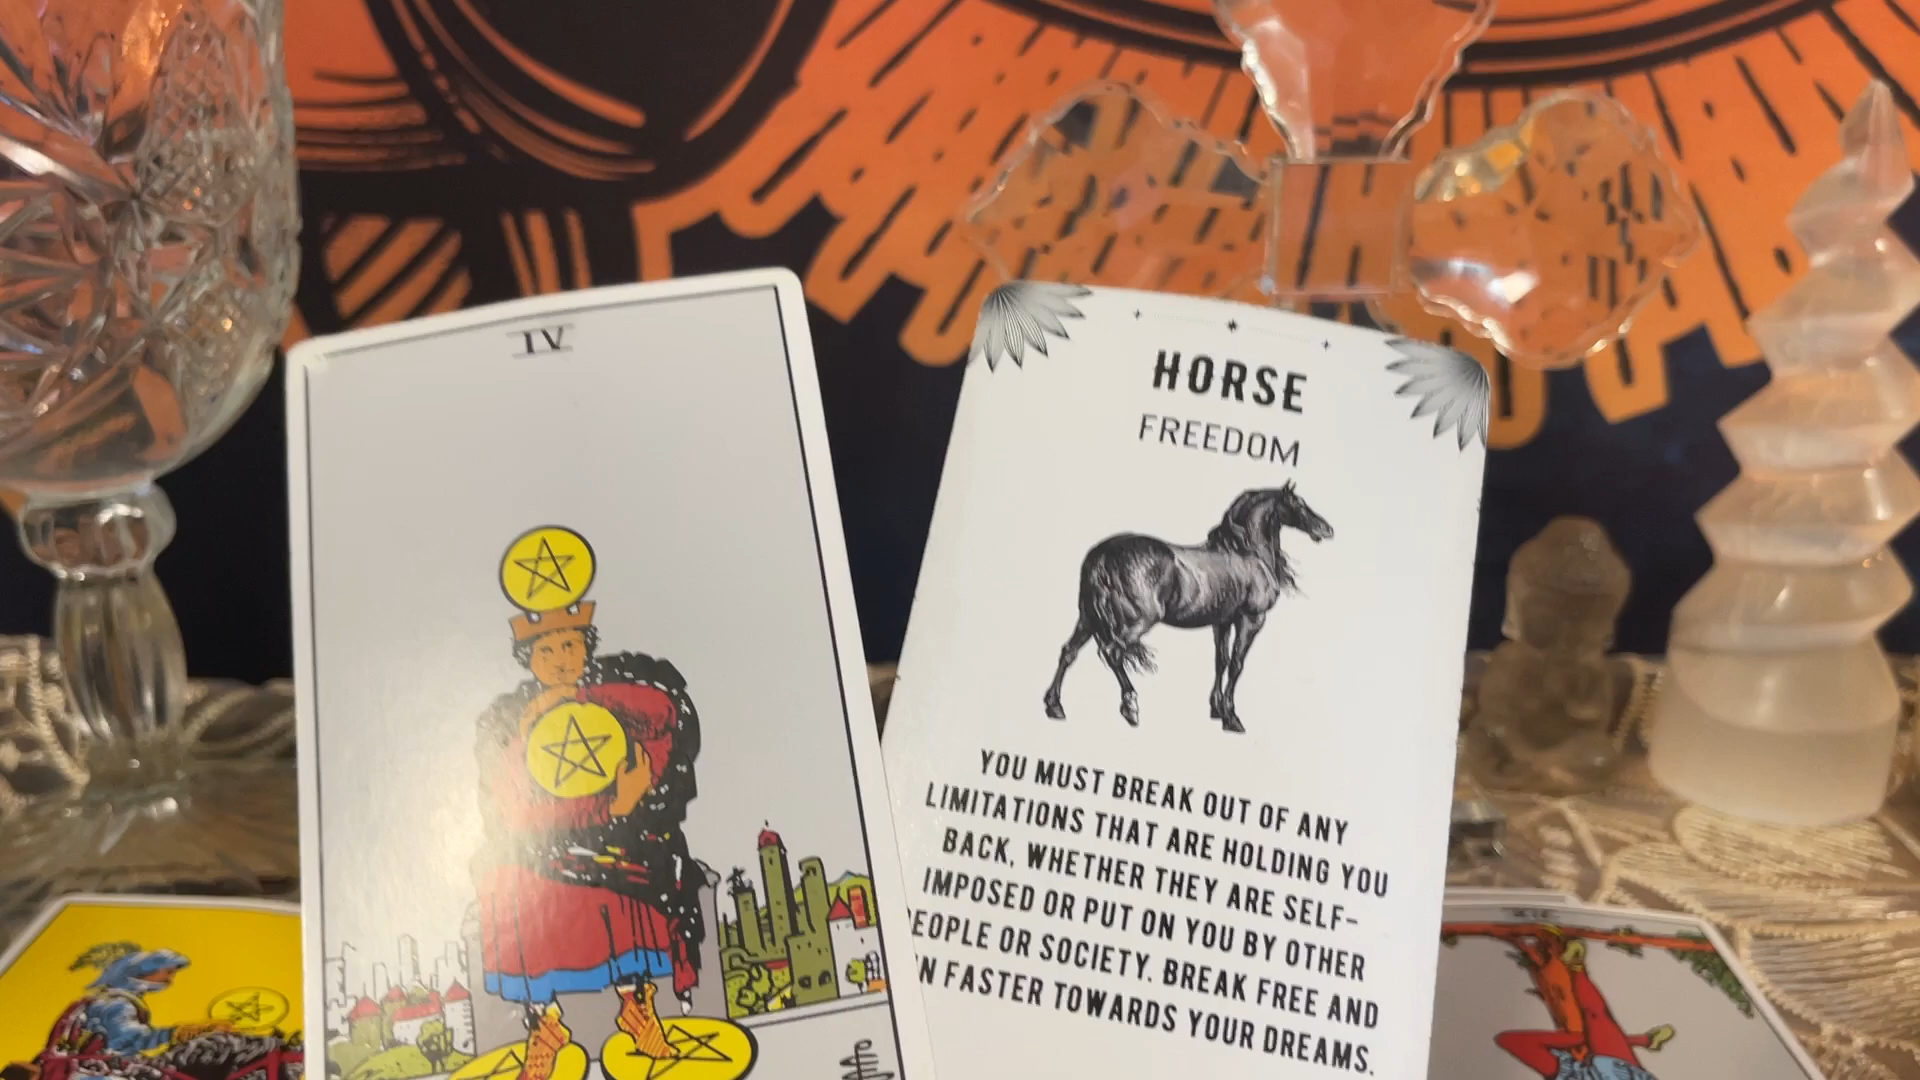 IV
HORSE
FREEDOM
YOU MUST BREAK OUT OF ANY
LIMITATIONS THAT ARE HOLDING YOU
BACK, WHETHER THEY ARE SELF-
IMPOSED OR PUT ON YOU BY OTHER
EOPLE OR SOCIETY. BREAK FREE AND
N FASTER TOWARDS YOUR DREAMS.